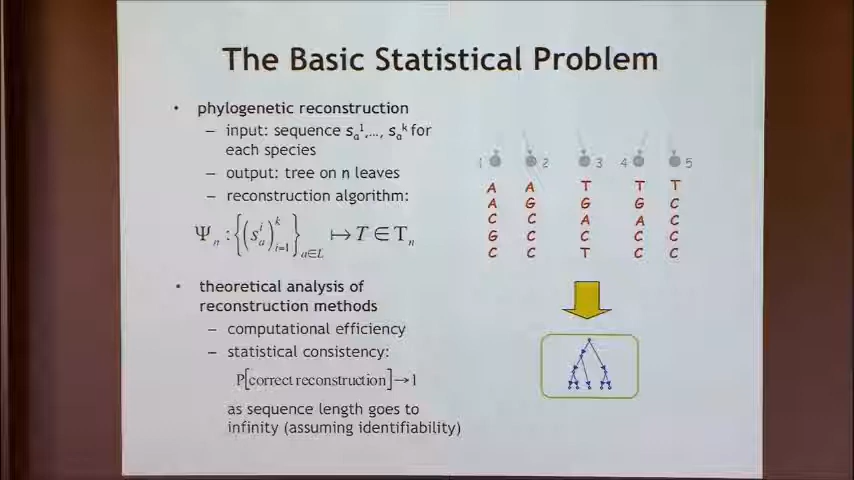 The Basic Statistical Problem
• phylogenetic reconstruction
– input: sequence sₐ¹,..., sₐᵏ for
each species
– output: tree on n leaves
– reconstruction algorithm:
Ψₙ : {(sₐⁱ)ᵏᵢ₌₁}ₐ∈L ↦ T ∈ Tₙ
• theoretical analysis of
reconstruction methods
– computational efficiency
– statistical consistency:
P[correct reconstruction]→1
as sequence length goes to
infinity (assuming identifiability)
1 2 3 4 5
A A T T T
A G G G C
C C A A C
G C C C C
C C T C C